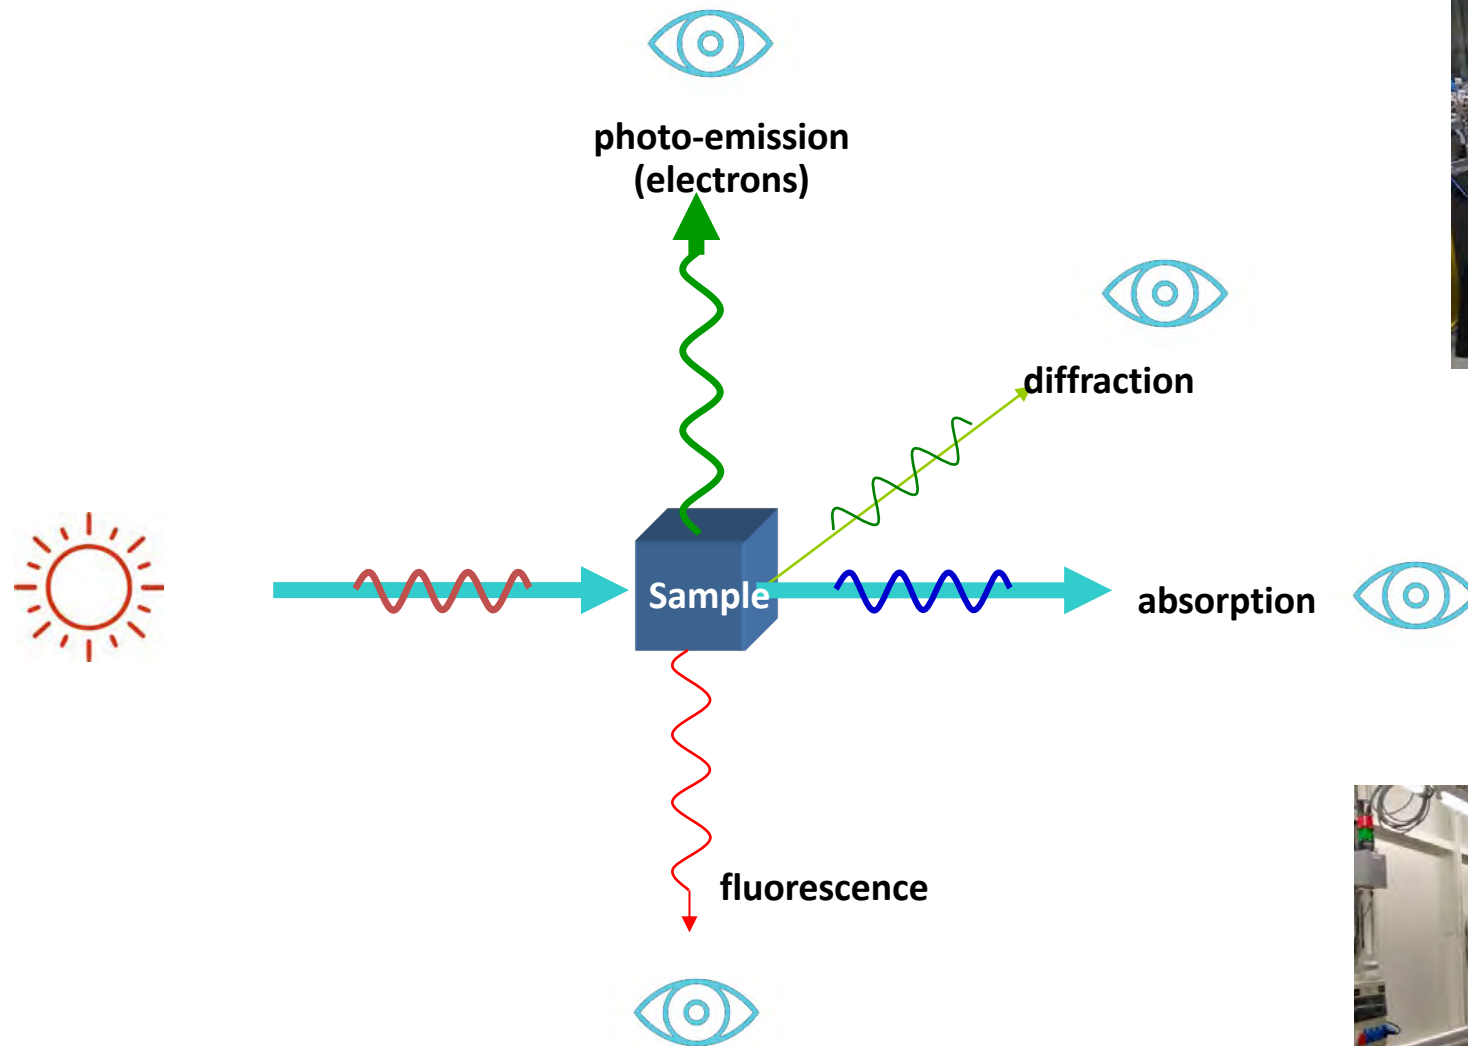 photo-emission
(electrons)
diffraction
Sample
absorption
fluorescence